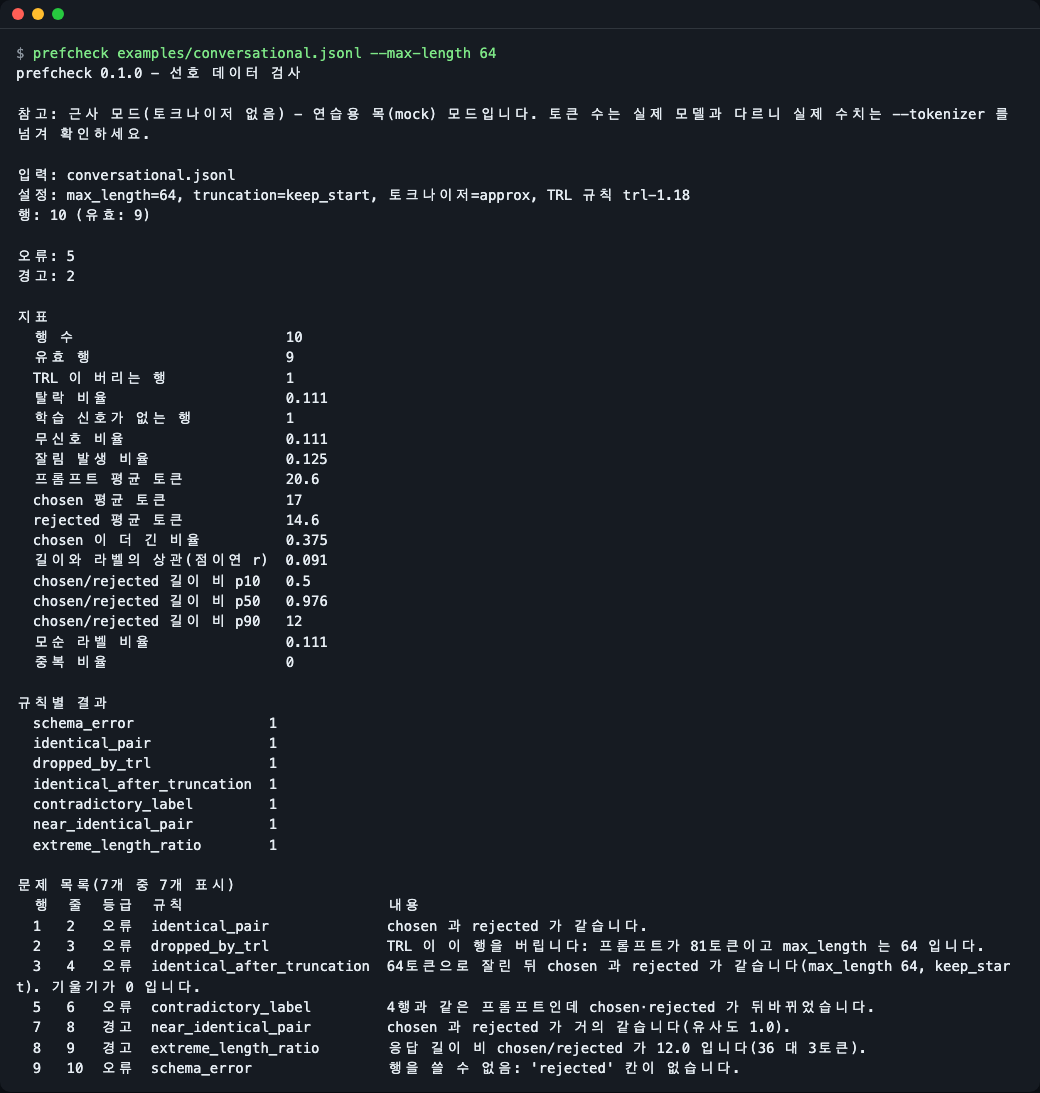 $ prefcheck examples/conversational.jsonl --max-length 64
prefcheck 0.1.0 - 선호 데이터 검사
참고: 근사 모드(토크나이저 없음) - 연습용 목(mock) 모드입니다. 토큰 수는 실제 모델과 다르니 실제 수치는 --tokenizer 를
넘겨 확인하세요.
입력: conversational.jsonl
설정: max_length=64, truncation=keep_start, 토크나이저=approx, TRL 규칙 trl-1.18
행: 10 (유효: 9)
오류: 5
경고: 2
지표
행 수 10
유효 행 9
TRL 이 버리는 행 1
탈락 비율 0.111
학습 신호가 없는 행 1
무신호 비율 0.111
잘림 발생 비율 0.125
프롬프트 평균 토큰 20.6
chosen 평균 토큰 17
rejected 평균 토큰 14.6
chosen 이 더 긴 비율 0.375
길이와 라벨의 상관(점이연 r) 0.091
chosen/rejected 길이 비 p10 0.5
chosen/rejected 길이 비 p50 0.976
chosen/rejected 길이 비 p90 12
모순 라벨 비율 0.111
중복 비율 0
규칙별 결과
schema_error 1
identical_pair 1
dropped_by_trl 1
identical_after_truncation 1
contradictory_label 1
near_identical_pair 1
extreme_length_ratio 1
문제 목록(7개 중 7개 표시)
행 줄 등급 규칙 내용
1 2 오류 identical_pair chosen 과 rejected 가 같습니다.
2 3 오류 dropped_by_trl TRL 이 이 행을 버립니다: 프롬프트가 81토큰이고 max_length 는 64 입니다.
3 4 오류 identical_after_truncation 64토큰으로 잘린 뒤 chosen 과 rejected 가 같습니다(max_length 64, keep_star
t). 기울기가 0 입니다.
5 6 오류 contradictory_label 4행과 같은 프롬프트인데 chosen·rejected 가 뒤바뀌었습니다.
7 8 경고 near_identical_pair chosen 과 rejected 가 거의 같습니다(유사도 1.0).
8 9 경고 extreme_length_ratio 응답 길이 비 chosen/rejected 가 12.0 입니다(36 대 3토큰).
9 10 오류 schema_error 행을 쓸 수 없음: 'rejected' 칸이 없습니다.